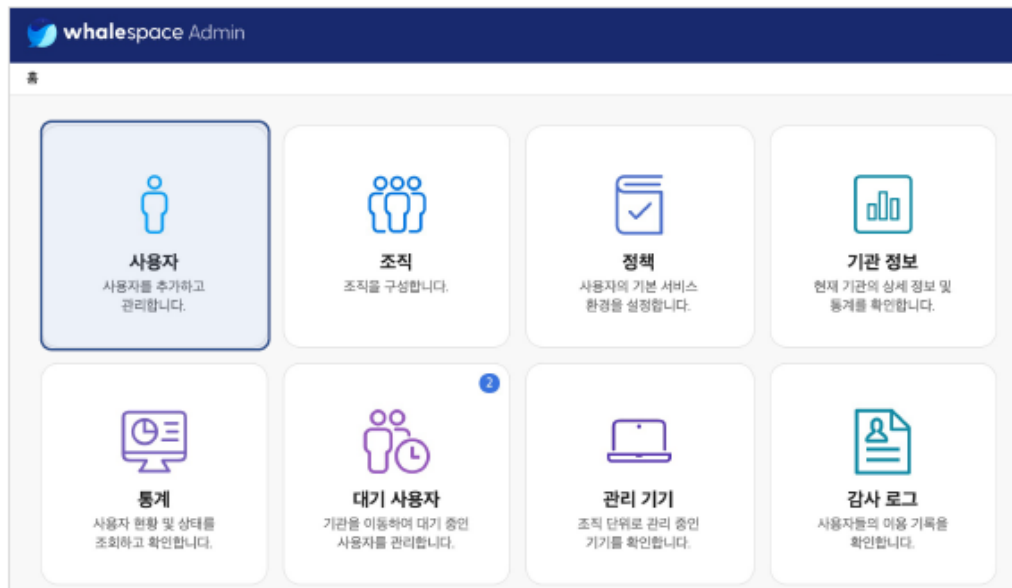 whalespace Admin
홈
사용자
사용자를 추가하고
관리합니다.
조직
조직을 구성합니다.
정책
사용자의 기본 서비스
환경을 설정합니다.
기관 정보
현재 기관의 상세 정보 및
통계를 확인합니다.
통계
사용자 현황 및 상태를
조회하고 확인합니다.
2
대기 사용자
기관을 이동하여 대기 중인
사용자를 관리합니다.
관리 기기
조직 단위로 관리 중인
기기를 확인합니다.
감사 로그
사용자들의 이용 기록을
확인합니다.